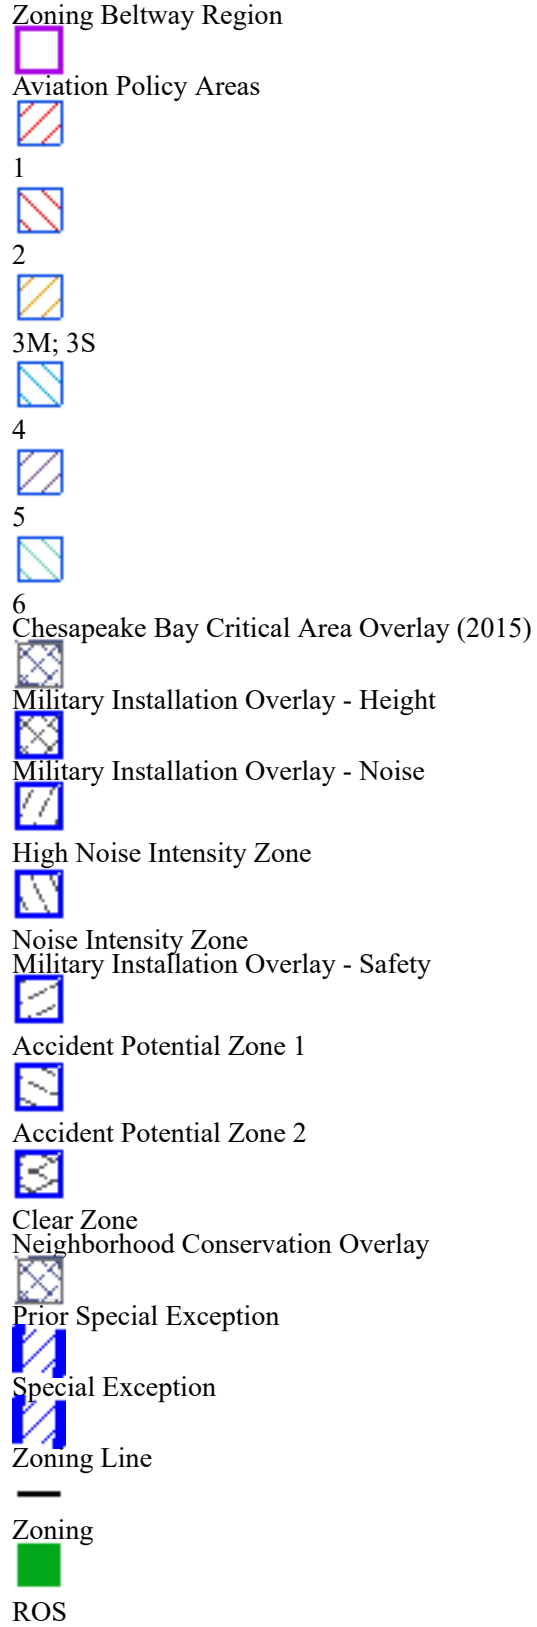 Zoning Beltway Region
Aviation Policy Areas
1
2
3M; 3S
4
5
6
Chesapeake Bay Critical Area Overlay (2015)
Military Installation Overlay - Height
Military Installation Overlay - Noise
High Noise Intensity Zone
Noise Intensity Zone
Military Installation Overlay - Safety
Accident Potential Zone 1
Accident Potential Zone 2
Clear Zone
Neighborhood Conservation Overlay
Prior Special Exception
Special Exception
Zoning Line
Zoning
ROS